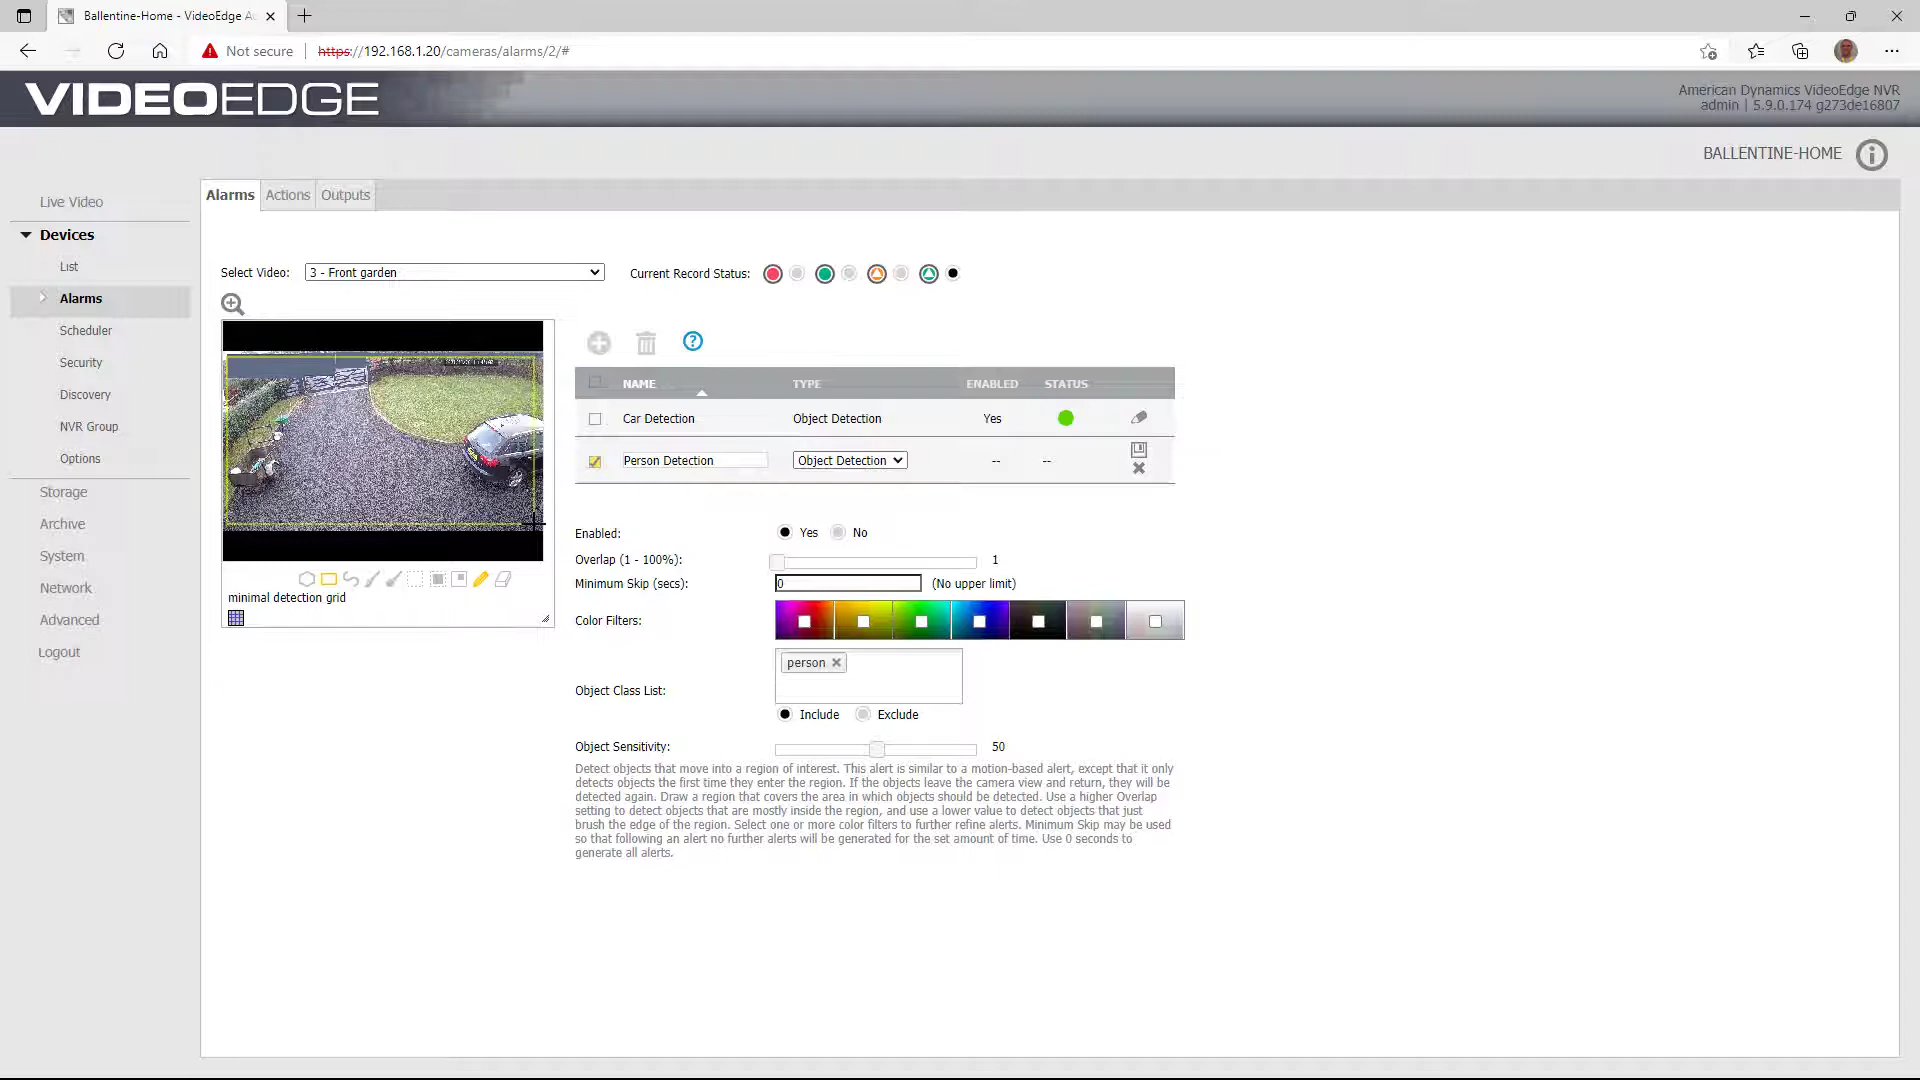 Ballentine-Home - VideoEdge A
Not secure
https://192.168.1.20/cameras/alarms/2/#
VIDEOEDGE
American Dynamics VideoEdge NVR
admin | 5.9.0.174 g273de16807
BALLENTINE-HOME
Live Video
Devices
List
Alarms
Scheduler
Security
Discovery
NVR Group
Options
Storage
Archive
System
Network
Advanced
Logout
Alarms Actions Outputs
Select Video: 3 - Front garden Current Record Status:
NAME TYPE ENABLED STATUS
Car Detection Object Detection Yes
Person Detection Object Detection -- --
minimal detection grid
Enabled: Yes No
Overlap (1 - 100%): 1
Minimum Skip (secs): 0 (No upper limit)
Color Filters:
person
Object Class List:
Include Exclude
Object Sensitivity: 50
Detect objects that move into a region of interest. This alert is similar to a motion-based alert, except that it only
detects objects the first time they enter the region. If the objects leave the camera view and return, they will be
detected again. Draw a region that covers the area in which objects should be detected. Use a higher Overlap
setting to detect objects that are mostly inside the region, and use a lower value to detect objects that just
brush the edge of the region. Select one or more color filters to further refine alerts. Minimum Skip may be used
so that following an alert no further alerts will be generated for the set amount of time. Use 0 seconds to
generate all alerts.